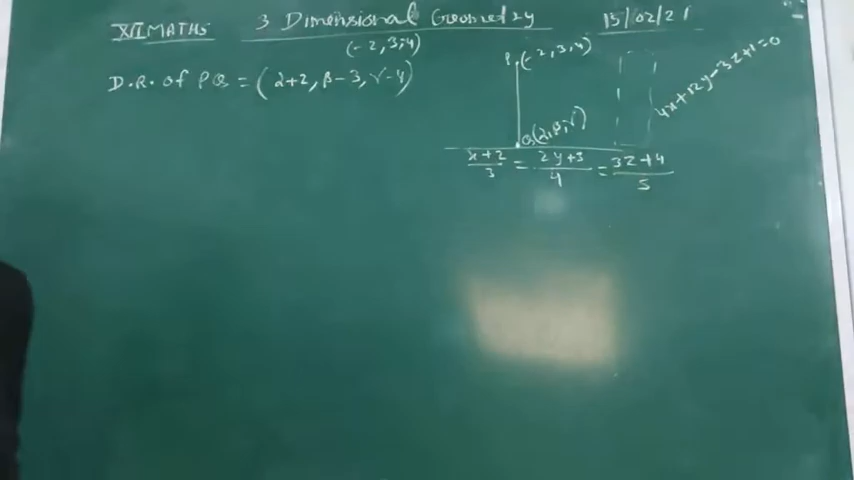 XII MATHS 3 Dimensional Geometry 15/02/21
(-2,3,4)
D.R. of PQ = (α+2, β-3, γ-4)
P(-2,3,4)
Q(α,β,γ)
4x+12y-3z+1=0
x+2/3 = 2y+3/4 = 3z+4/5